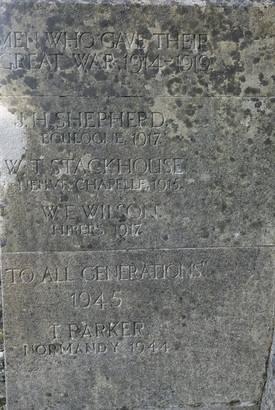 MEN WHO GAVE THEIR
GREAT WAR 1914-1919.
J. H. SHEPHERD.
BOULOGNE, 1917.
W. T. STACKHOUSE.
NEUVE CHAPELLE, 1915.
W. E. WILSON.
YPRES. 1917.
TO ALL GENERATIONS"
1945
T. PARKER
NORMANDY 1944